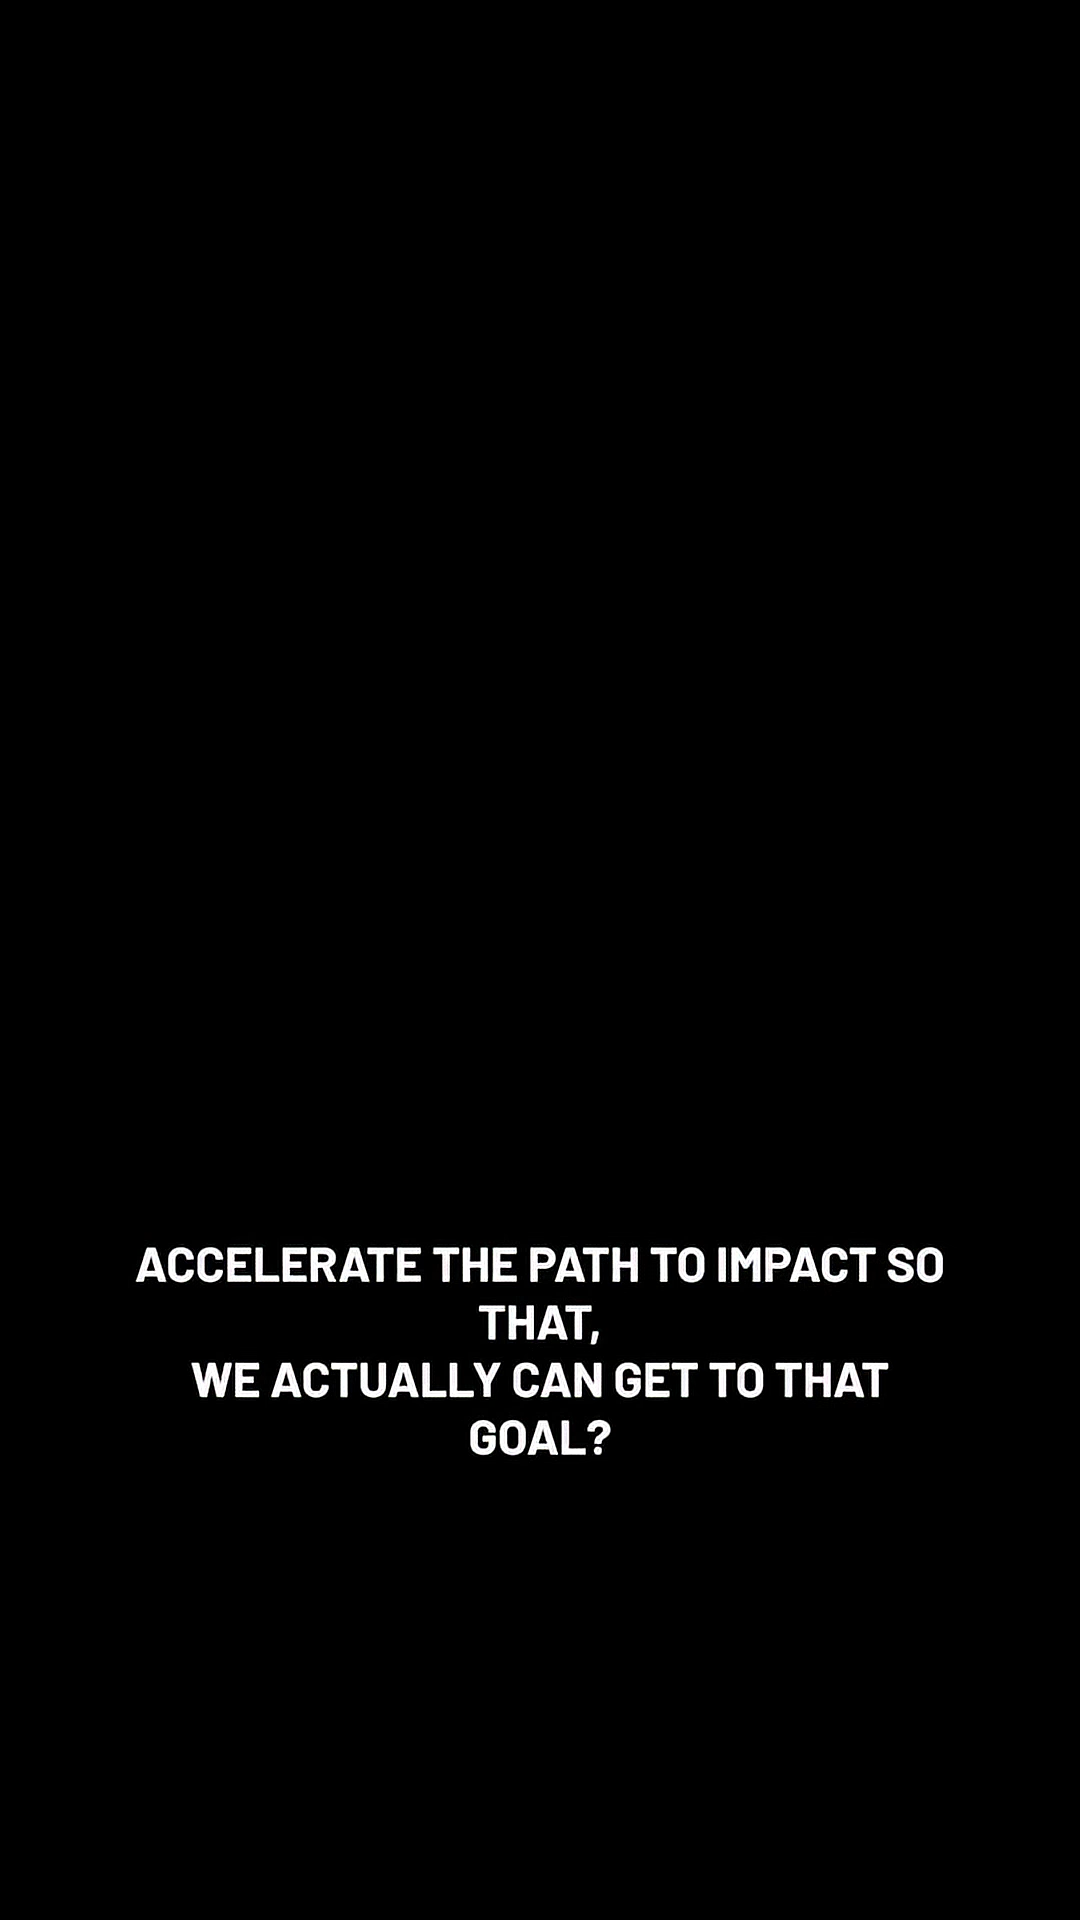 ACCELERATE THE PATH TO IMPACT SO
THAT,
WE ACTUALLY CAN GET TO THAT
GOAL?